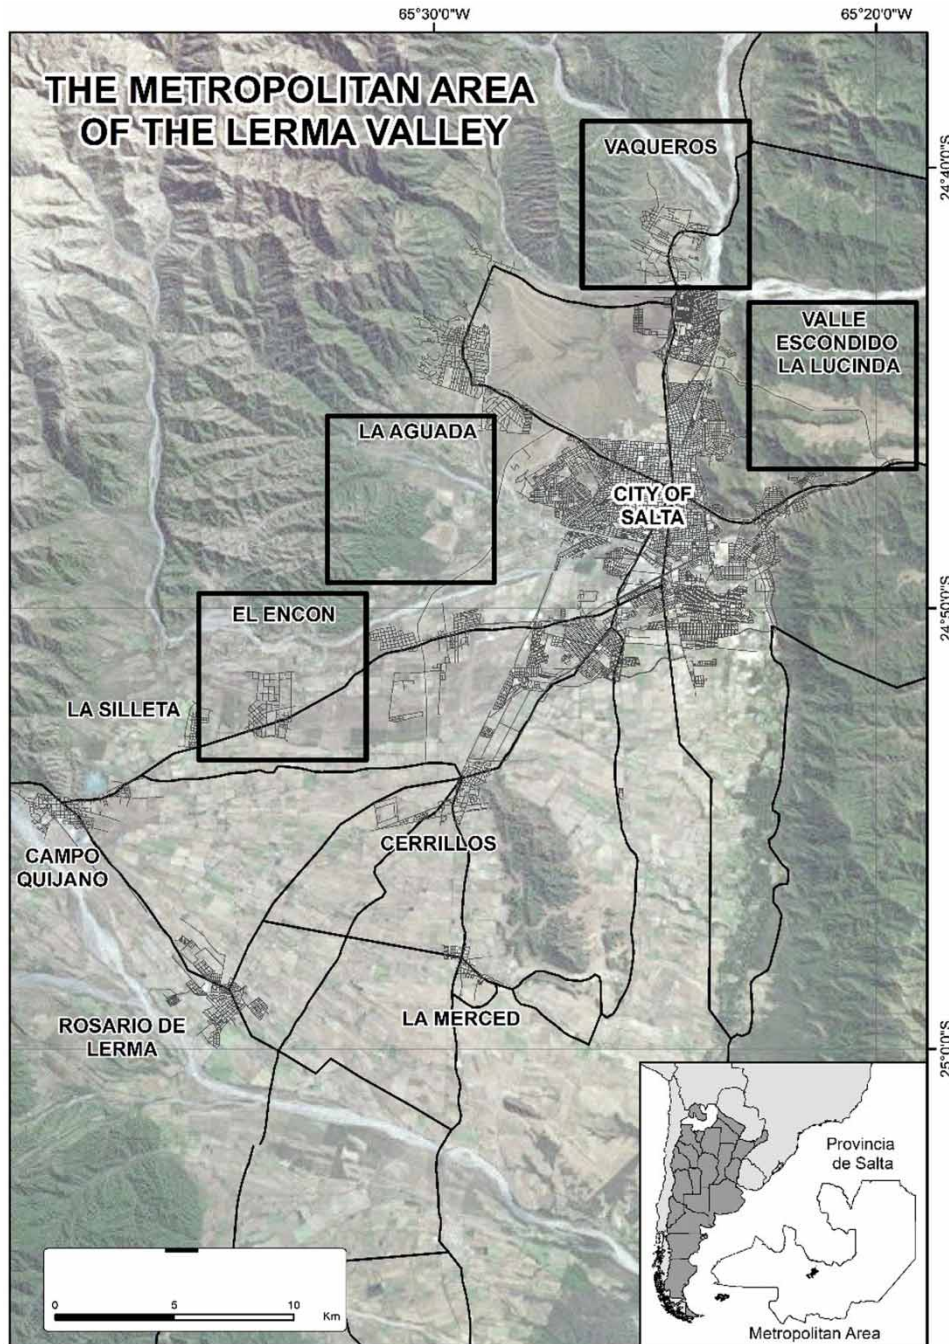 65°30'0"W
65°20'0"W
THE METROPOLITAN AREA
OF THE LERMA VALLEY
VAQUEROS
24°40'0"S
VALLE
ESCONDIDO
LA LUCINDA
LA AGUADA
CITY OF
SALTA
24°50'0"S
EL ENCON
LA SILLETA
CERRILLOS
CAMPO
QUIJANO
LA MERCED
ROSARIO DE
LERMA
25°0'0"S
Provincia
de Salta
Metropolitan Area
0 5 10
Km